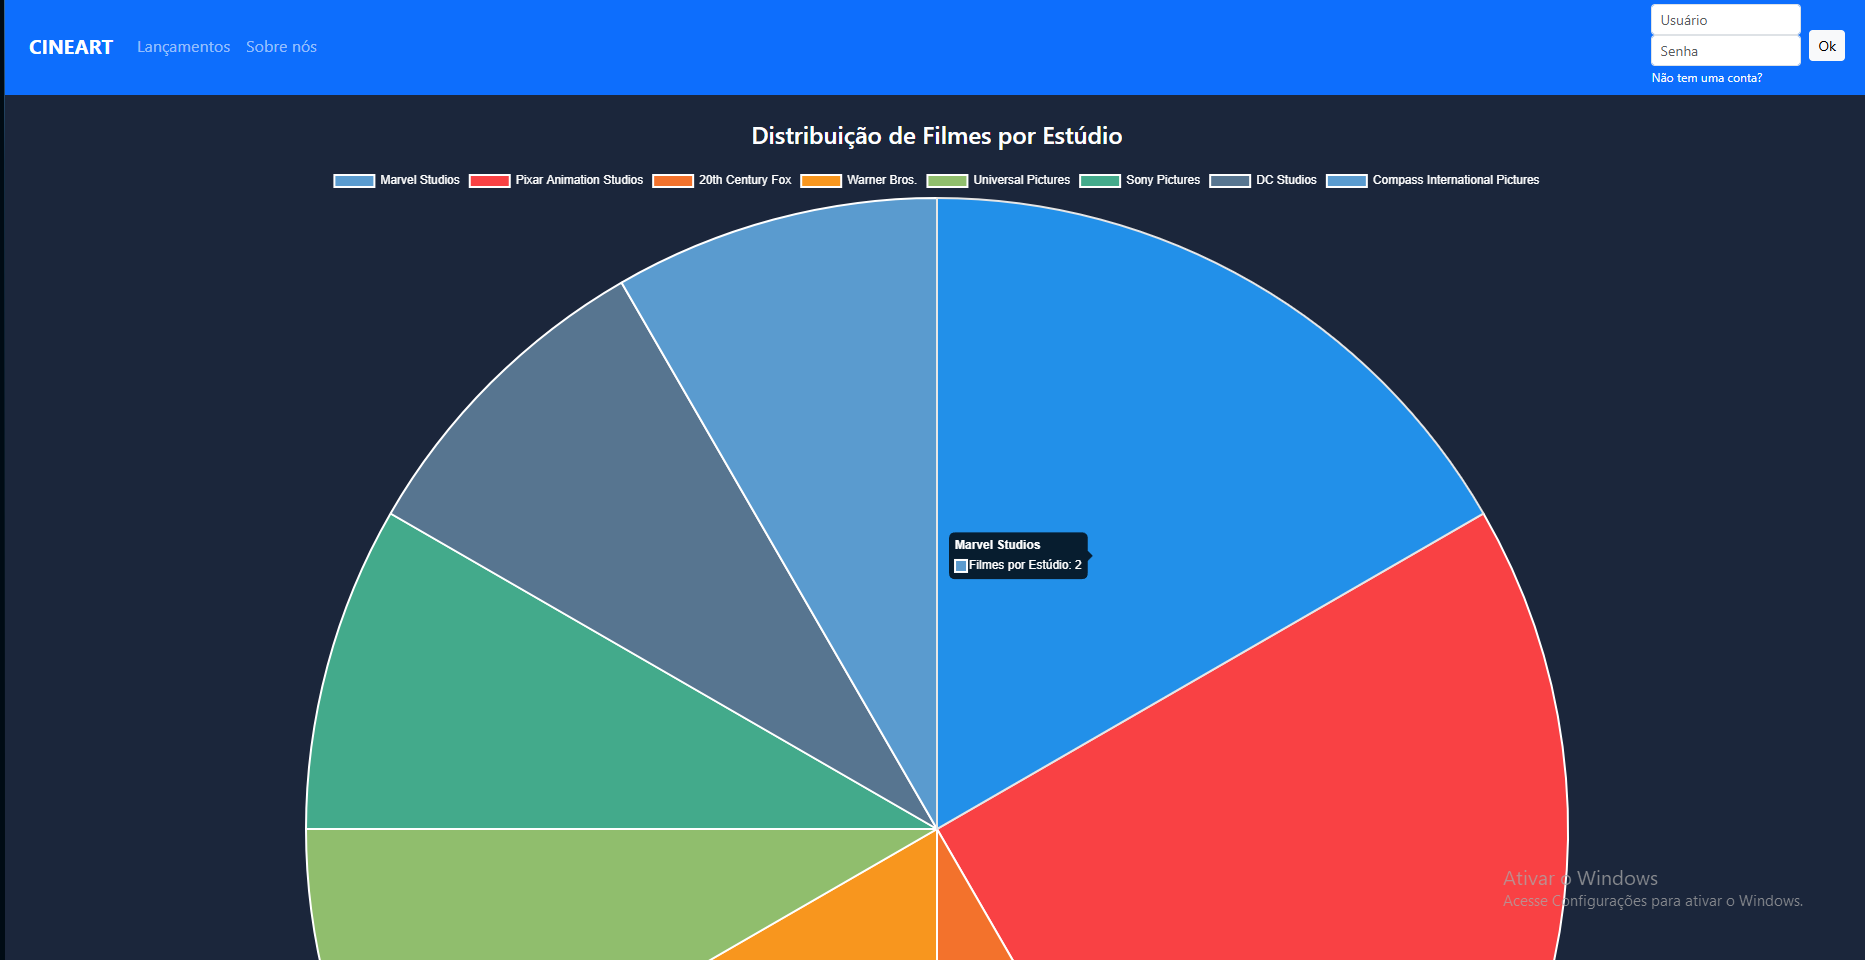 CINEART Lançamentos Sobre nós
Usuário
Senha
Ok
Não tem uma conta?
Distribuição de Filmes por Estúdio
Marvel Studios Pixar Animation Studios 20th Century Fox Warner Bros. Universal Pictures Sony Pictures DC Studios Compass International Pictures
Marvel Studios
Filmes por Estúdio: 2
Ativar o Windows
Acesse Configurações para ativar o Windows.